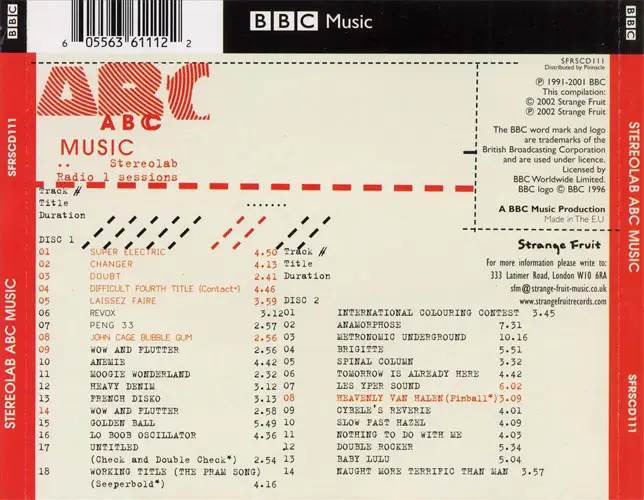 BBC
6 05563 61112 2
BBC Music
BBC
SFRSCD111
STEREOLAB ABC MUSIC
STEREOLAB ABC MUSIC
SFRSCD111
ABC
ABC
MUSIC
Stereolab
Radio 1 sessions
SFRSCD111
Distributed by Pinnacle
℗ 1991-2001 BBC
This compilation:
© 2002 Strange Fruit
℗ 2002 Strange Fruit
The BBC word mark and logo
are trademarks of the
British Broadcasting Corporation
and are used under licence.
Licensed by
BBC Worldwide Limited.
BBC logo © BBC 1996
A BBC Music Production
Made in The E.U
Strange Fruit
For more information please write to:
333 Latimer Road, London W10 6RA
sfm@strange-fruit-music.co.uk
www.strangefruitrecords.com
Track #
Title
Duration
DISC 1
01 SUPER ELECTRIC 4.50
02 CHANGER 4.13
03 DOUBT 2.41
04 DIFFICULT FOURTH TITLE (Contact*) 4.46
05 LAISSEZ FAIRE 3.59
06 REVOX 3.12
07 PENG 33 2.57
08 JOHN CAGE BUBBLE GUM 2.56
09 WOW AND FLUTTER 2.56
10 ANEMIE 4.42
11 MOOGIE WONDERLAND 2.32
12 HEAVY DENIM 3.12
13 FRENCH DISKO 3.13
14 WOW AND FLUTTER 2.58
15 GOLDEN BALL 5.49
16 LO BOOB OSCILLATOR 4.36
17 UNTITLED
(Check and Double Check*) 2.54
18 WORKING TITLE (THE PRAM SONG)
(Seeperbold*) 4.16
Track #
Title
Duration
DISC 2
01 INTERNATIONAL COLOURING CONTEST 3.45
02 ANAMORPHOSE 7.31
03 METRONOMIC UNDERGROUND 10.16
04 BRIGITTE 5.51
05 SPINAL COLUMN 3.32
06 TOMORROW IS ALREADY HERE 4.42
07 LES YPER SOUND 6.02
08 HEAVENLY VAN HALEN (Pinball*) 3.09
09 CYBELE'S REVERIE 4.01
10 SLOW FAST HAZEL 4.09
11 NOTHING TO DO WITH ME 4.03
12 DOUBLE ROCKER 5.34
13 BABY LULU 5.04
14 NAUGHT MORE TERRIFIC THAN MAN 3.57